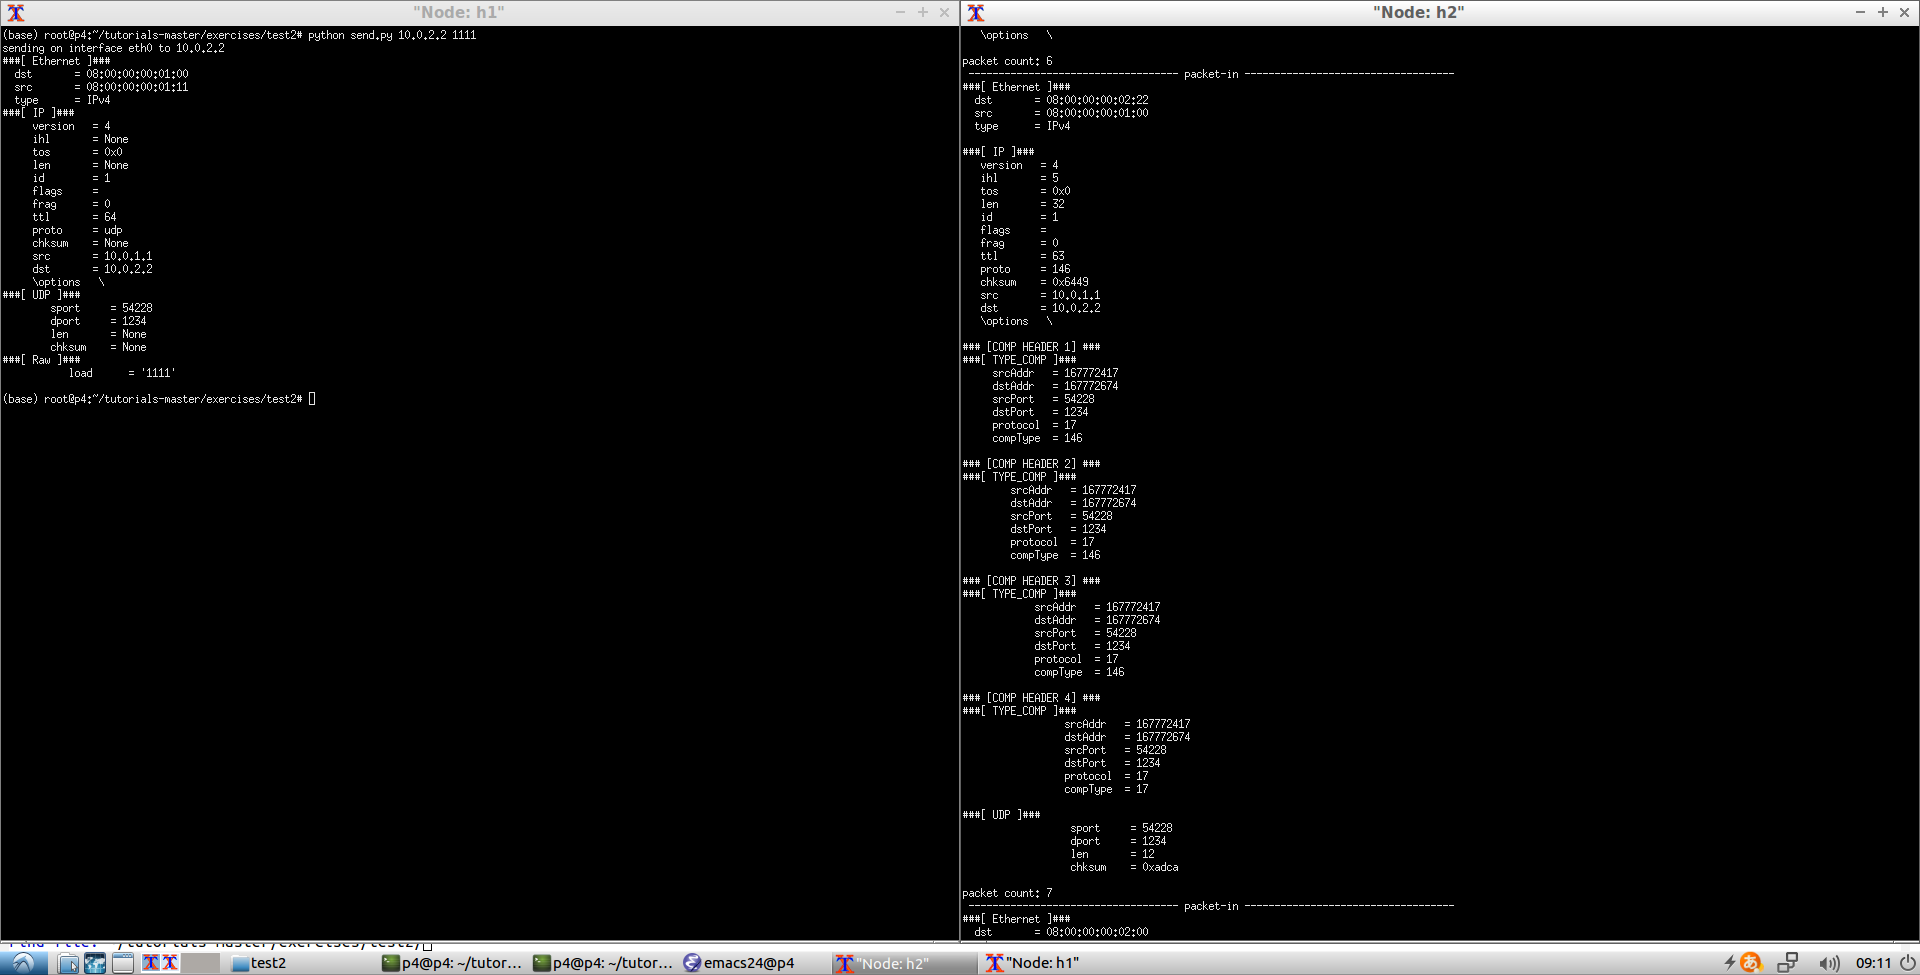 "Node: h1"
(base) root@p4:~/tutorials-master/exercises/test2# python send.py 10.0.2.2 1111
sending on interface eth0 to 10.0.2.2
###[ Ethernet ]###
dst = 08:00:00:00:01:00
src = 08:00:00:00:01:11
type = IPv4
###[ IP ]###
version = 4
ihl = None
tos = 0x0
len = None
id = 1
flags =
frag = 0
ttl = 64
proto = udp
chksum = None
src = 10.0.1.1
dst = 10.0.2.2
\options \
###[ UDP ]###
sport = 54228
dport = 1234
len = None
chksum = None
###[ Raw ]###
load = '1111'
(base) root@p4:~/tutorials-master/exercises/test2#
"Node: h2"
\options \
packet count: 6
----------------------------------- packet-in -----------------------------------
###[ Ethernet ]###
dst = 08:00:00:00:02:22
src = 08:00:00:00:01:00
type = IPv4
###[ IP ]###
version = 4
ihl = 5
tos = 0x0
len = 32
id = 1
flags =
frag = 0
ttl = 63
proto = 146
chksum = 0x6449
src = 10.0.1.1
dst = 10.0.2.2
\options \
### [COMP HEADER 1] ###
###[ TYPE_COMP ]###
srcAddr = 167772417
dstAddr = 167772674
srcPort = 54228
dstPort = 1234
protocol = 17
compType = 146
### [COMP HEADER 2] ###
###[ TYPE_COMP ]###
srcAddr = 167772417
dstAddr = 167772674
srcPort = 54228
dstPort = 1234
protocol = 17
compType = 146
### [COMP HEADER 3] ###
###[ TYPE_COMP ]###
srcAddr = 167772417
dstAddr = 167772674
srcPort = 54228
dstPort = 1234
protocol = 17
compType = 146
### [COMP HEADER 4] ###
###[ TYPE_COMP ]###
srcAddr = 167772417
dstAddr = 167772674
srcPort = 54228
dstPort = 1234
protocol = 17
compType = 17
###[ UDP ]###
sport = 54228
dport = 1234
len = 12
chksum = 0xadca
packet count: 7
----------------------------------- packet-in -----------------------------------
###[ Ethernet ]###
dst = 08:00:00:00:02:00
Find file: ~/tutorials-master/exercises/test2/
test2
p4@p4: ~/tutor...
p4@p4: ~/tutor...
emacs24@p4
"Node: h2"
"Node: h1"
あ
09:11